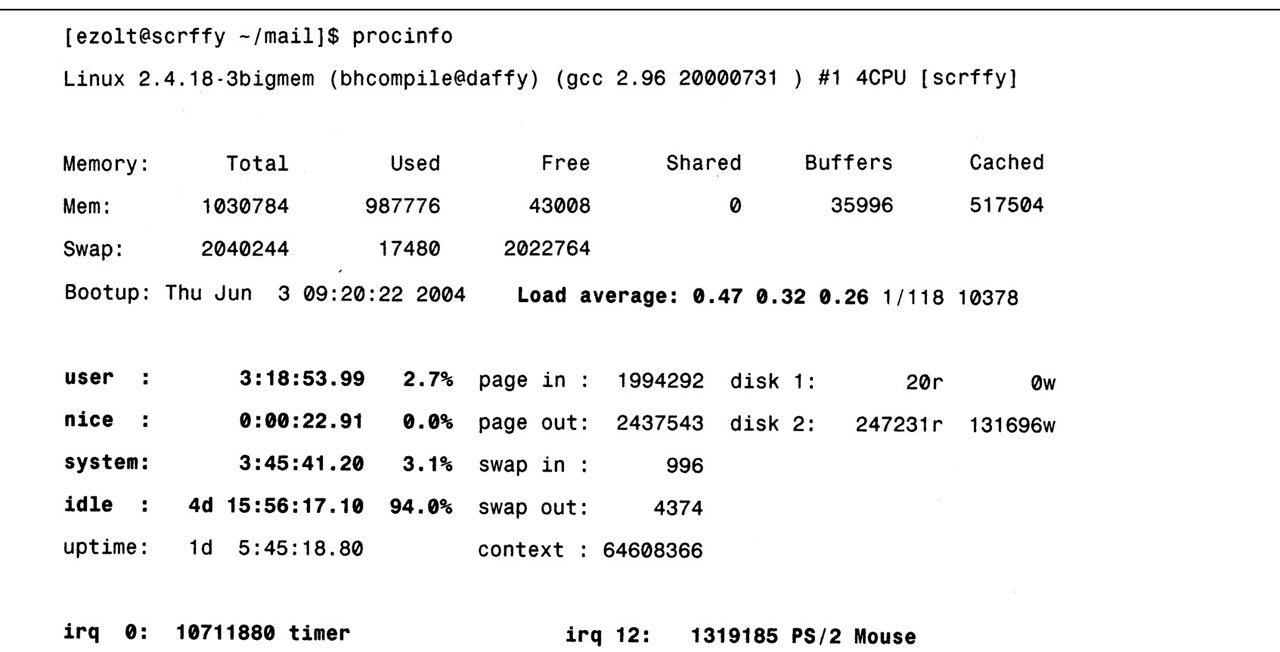 [ezolt@scrffy ~/mail]$ procinfo
Linux 2.4.18-3bigmem (bhcompile@daffy) (gcc 2.96 20000731 ) #1 4CPU [scrffy]
Memory:      Total        Used        Free      Shared     Buffers      Cached
Mem:       1030784      987776       43008           0       35996      517504
Swap:      2040244       17480     2022764
Bootup: Thu Jun  3 09:20:22 2004    Load average: 0.47 0.32 0.26 1/118 10378
user  :       3:18:53.99   2.7%  page in :  1994292  disk 1:       20r       0w
nice  :       0:00:22.91   0.0%  page out:  2437543  disk 2:   247231r  131696w
system:       3:45:41.20   3.1%  swap in :      996
idle  :   4d 15:56:17.10  94.0%  swap out:     4374
uptime:   1d  5:45:18.80         context : 64608366
irq  0:  10711880 timer                 irq 12:   1319185 PS/2 Mouse